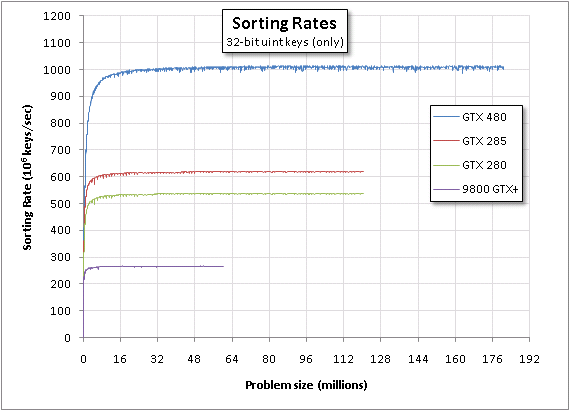 Sorting Rates
32-bit uint keys (only)
1200
1100
1000
900
800
700
600
500
400
300
200
100
0
Sorting Rate (10⁶ keys/sec)
GTX 480
GTX 285
GTX 280
9800 GTX+
0 16 32 48 64 80 96 112 128 144 160 176 192
Problem size (millions)